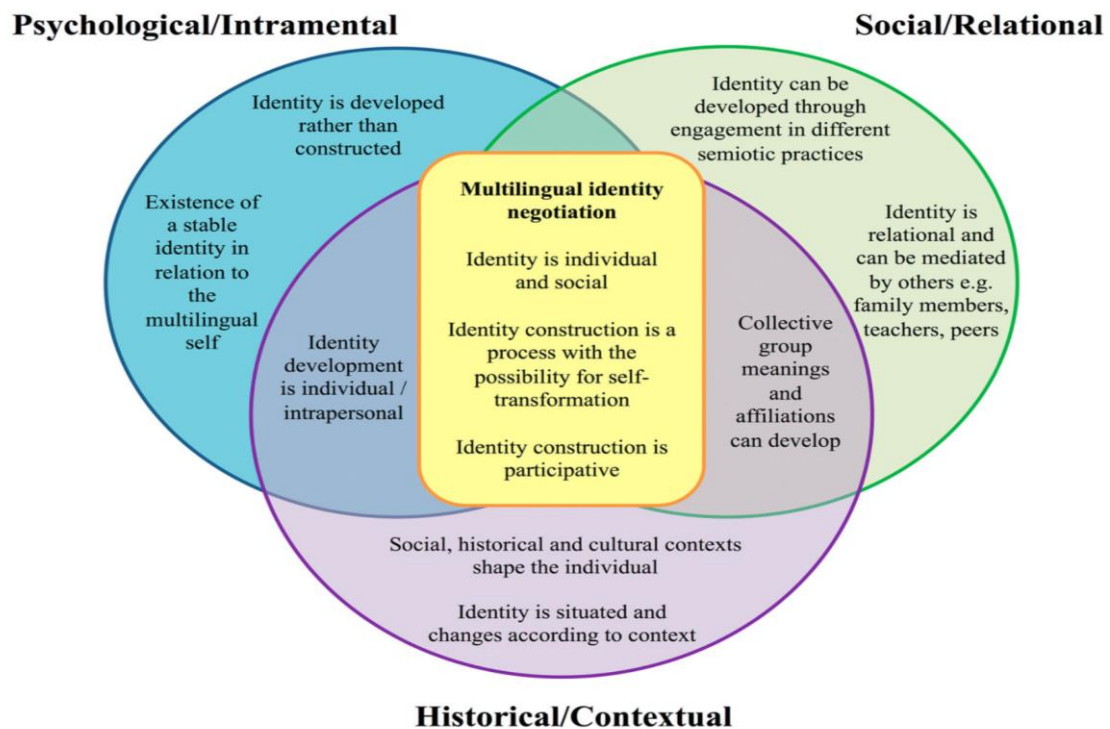 Psychological/Intramental
Social/Relational
Identity is developed
rather than
constructed
Existence of
a stable
identity in
relation to
the
multilingual
self
Identity
development
is individual /
intrapersonal
Multilingual identity
negotiation
Identity is individual
and social
Identity construction is a
process with the
possibility for self-
transformation
Identity construction is
participative
Identity can be
developed through
engagement in different
semiotic practices
Identity is
relational and
can be mediated
by others e.g.
family members,
teachers, peers
Collective
group
meanings
and
affiliations
can develop
Social, historical and cultural contexts
shape the individual
Identity is situated and
changes according to context
Historical/Contextual